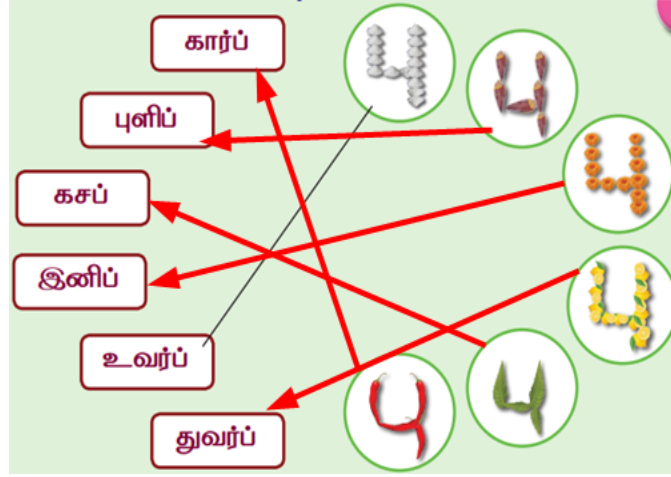 கார்ப்
புளிப்
கசப்
இனிப்
உவர்ப்
துவர்ப்
பு
பு
பு
பு
பு
பு